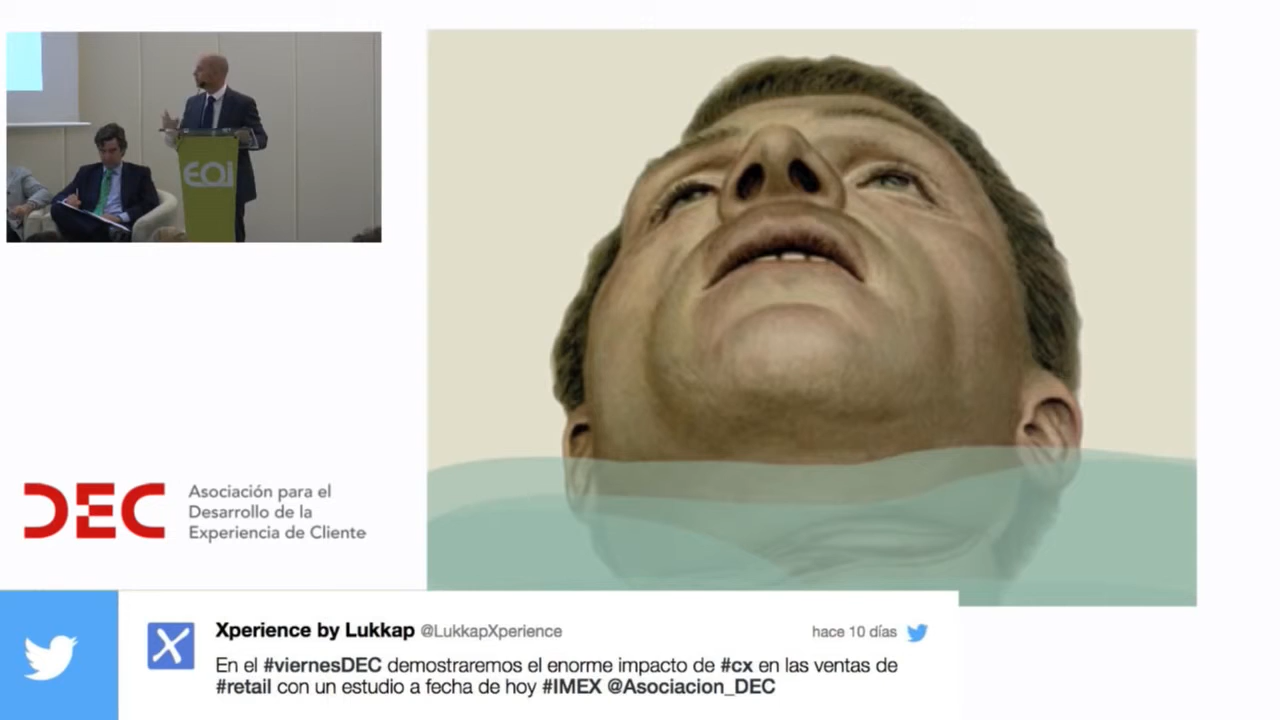 EOI
DEC
Asociación para el
Desarrollo de la
Experiencia de Cliente
Xperience by Lukkap @LukkapXperience
hace 10 días
En el #viernesDEC demostraremos el enorme impacto de #cx en las ventas de
#retail con un estudio a fecha de hoy #IMEX @Asociacion_DEC